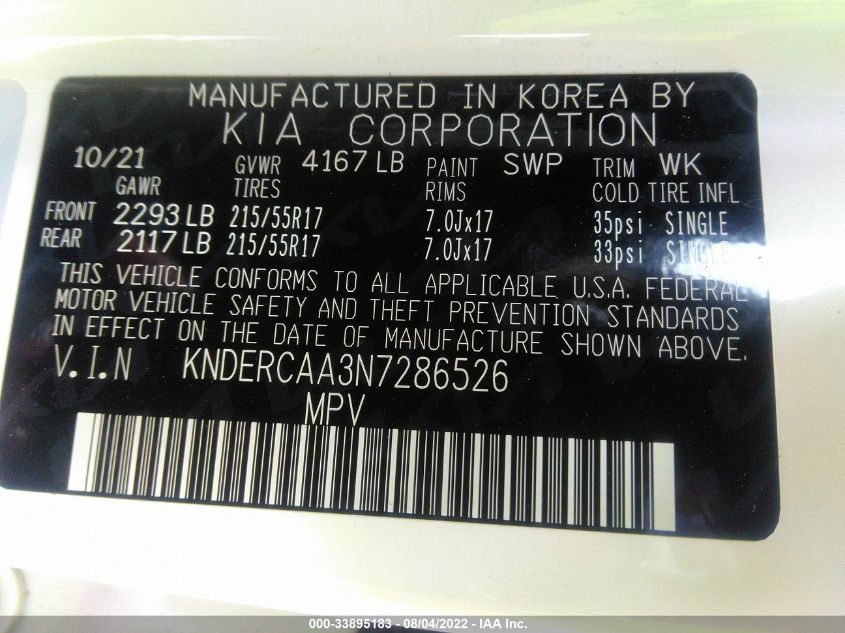 MANUFACTURED IN KOREA BY
KIA CORPORATION
10/21 GVWR 4167 LB PAINT SWP TRIM WK
GAWR TIRES RIMS COLD TIRE INFL
FRONT 2293 LB 215/55R17 7.0Jx17 35psi SINGLE
REAR 2117 LB 215/55R17 7.0Jx17 33psi SINGLE
THIS VEHICLE CONFORMS TO ALL APPLICABLE U.S.A. FEDERAL
MOTOR VEHICLE SAFETY AND THEFT PREVENTION STANDARDS
IN EFFECT ON THE DATE OF MANUFACTURE SHOWN ABOVE.
V.I.N KNDERCAA3N7286526
MPV
000-33895183 - 08/04/2022 - IAA Inc.